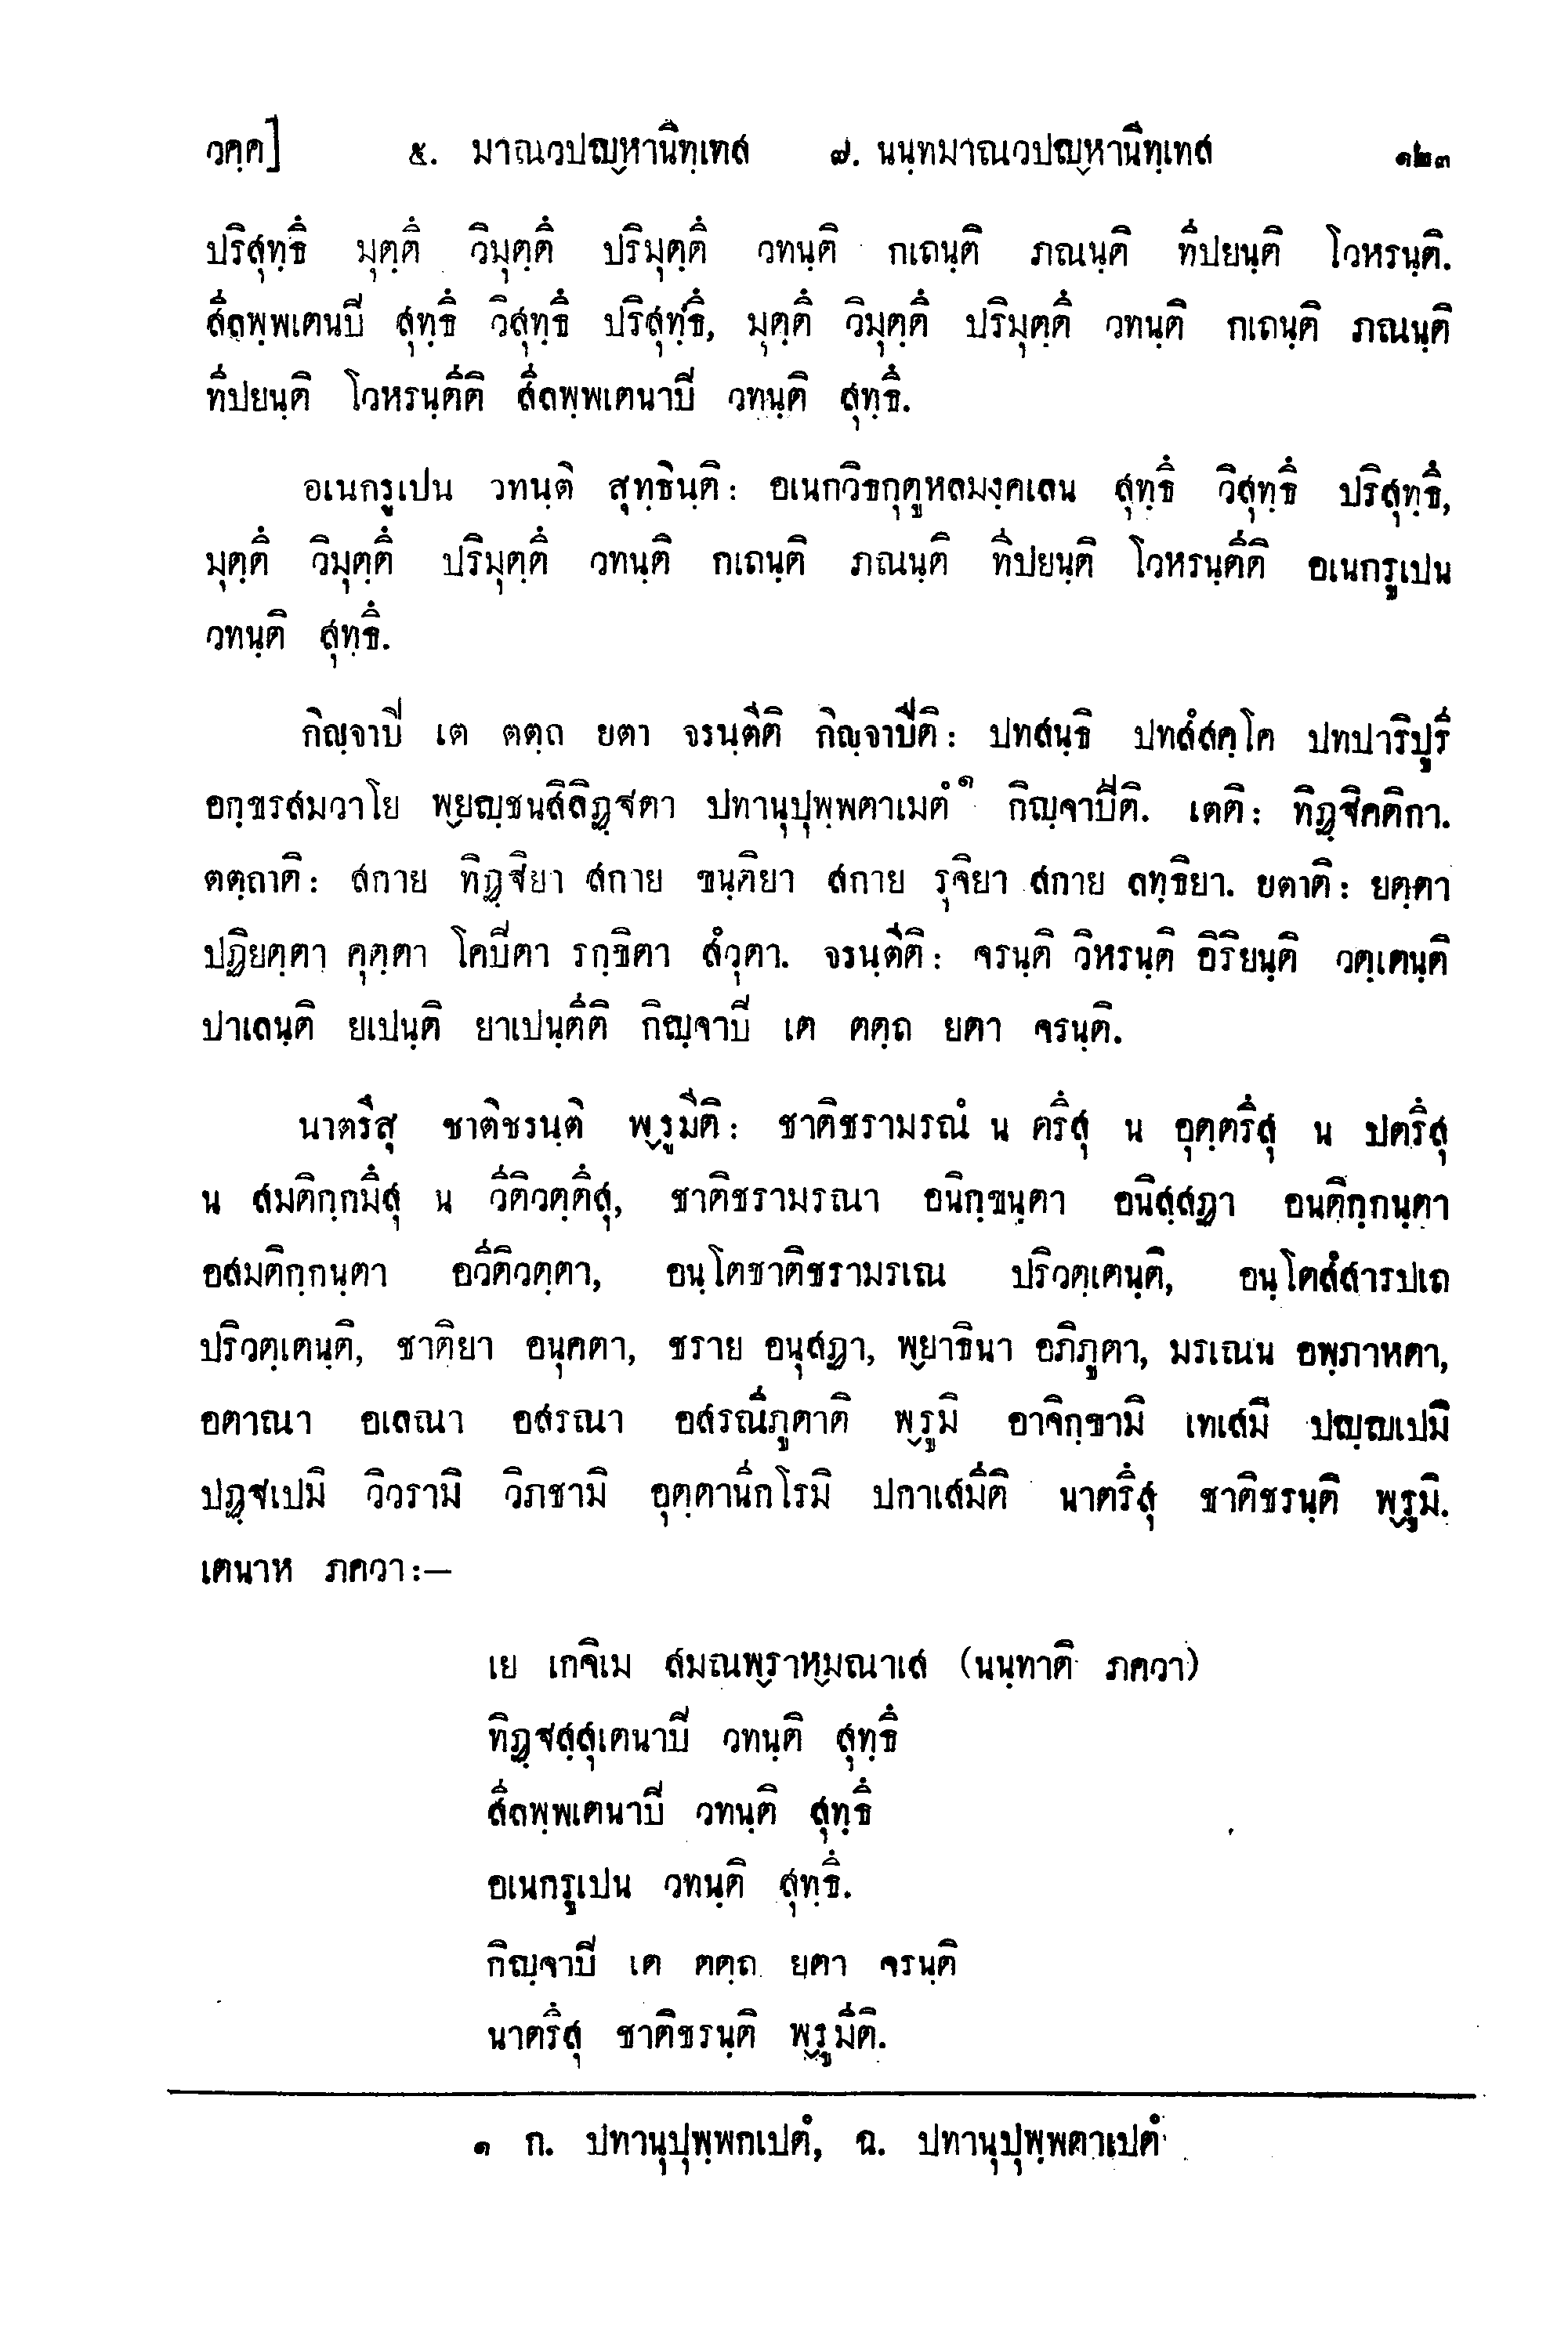 วคฺค]	๕. มาณวปญฺหานิทฺเทส	๗. นนฺทมาณวปญฺหานิทฺเทส	๑๒๓
ปริสุทฺธึ มุตฺตึ วิมุตฺตึ ปริมุตฺตึ วทนฺติ กเถนฺติ ภณนฺติ ทีปยนฺติ โวหรนฺติ.
สีลพฺพเตนปิ สุทฺธึ วิสุทฺธึ ปริสุทฺธึ, มุตฺตึ วิมุตฺตึ ปริมุตฺตึ วทนฺติ กเถนฺติ ภณนฺติ
ทีปยนฺติ โวหรนฺตีติ สีลพฺพเตนาปิ วทนฺติ สุทฺธึ.
อเนกรูเปน วทนฺติ สุทฺธินฺติ: อเนกวิธกุตูหลมงฺคเลน สุทฺธึ วิสุทฺธึ ปริสุทฺธึ,
มุตฺตึ วิมุตฺตึ ปริมุตฺตึ วทนฺติ กเถนฺติ ภณนฺติ ทีปยนฺติ โวหรนฺตีติ อเนกรูเปน
วทนฺติ สุทฺธึ.
กิญฺจาปิ เต ตตฺถ ยตา จรนฺตีติ กิญฺจาปีติ: ปทสนฺธิ ปทสํสคฺโค ปทปาริปูริ
อกฺขรสมวาโย พฺยญฺชนสิลิฏฺฐตา ปทานุปุพฺพตาเมตํ๑ กิญฺจาปีติ. เตติ: ทิฏฺฐิคติกา.
ตตฺถาติ: สกาย ทิฏฺฐิยา สกาย ขนฺติยา สกาย รุจิยา สกาย ลทฺธิยา. ยตาติ: ยตฺตา
ปฏิยตฺตา คุตฺตา โคปิตา รกฺขิตา สํวุตา. จรนฺตีติ: จรนฺติ วิหรนฺติ อิริยนฺติ วตฺเตนฺติ
ปาเลนฺติ ยเปนฺติ ยาเปนฺตีติ กิญฺจาปิ เต ตตฺถ ยตา จรนฺติ.
นาตรึสุ ชาติชรนฺติ พฺรูมีติ: ชาติชรามรณํ น ตรึสุ น อุตฺตรึสุ น ปตรึสุ
น สมติกฺกมึสุ น วีติวตฺตึสุ, ชาติชรามรณา อนิกฺขนฺตา อนิสฺสฏา อนติกฺกนฺตา
อสมติกฺกนฺตา อวีติวตฺตา, อนฺโตชาติชรามรเณ ปริวตฺเตนฺติ, อนฺโตสํสารปเถ
ปริวตฺเตนฺติ, ชาติยา อนุคตา, ชราย อนุสฏา, พฺยาธินา อภิภูตา, มรเณน อพฺภาหตา,
อตาณา อเลณา อสรณา อสรณีภูตาติ พฺรูมิ อาจิกฺขามิ เทเสมิ ปญฺญเปมิ
ปฏฺฐเปมิ วิวรามิ วิภชามิ อุตฺตานีกโรมิ ปกาเสมีติ นาตรึสุ ชาติชรนฺติ พฺรูมิ.
เตนาห ภควา:—
เย เกจิเม สมณพฺราหฺมณาเส (นนฺทาติ ภควา)
ทิฏฺฐสฺสุเตนาปิ วทนฺติ สุทฺธึ
สีลพฺพเตนาปิ วทนฺติ สุทฺธึ
อเนกรูเปน วทนฺติ สุทฺธึ.
กิญฺจาปิ เต ตตฺถ ยตา จรนฺติ
นาตรึสุ ชาติชรนฺติ พฺรูมีติ.
๑ ก. ปทานุปุพฺพกเปตํ, ฉ. ปทานุปุพฺพตาเปตํ